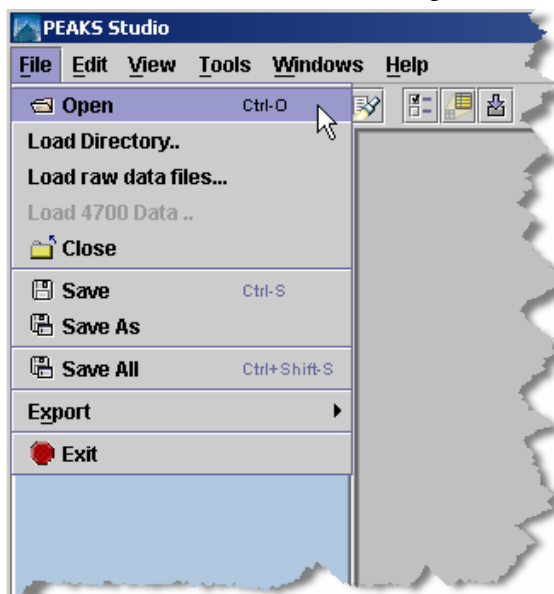 PEAKS Studio
File Edit View Tools Windows Help
Open Ctrl-O
Load Directory..
Load raw data files...
Load 4700 Data ..
Close
Save Ctrl-S
Save As
Save All Ctrl+Shift-S
Export
Exit